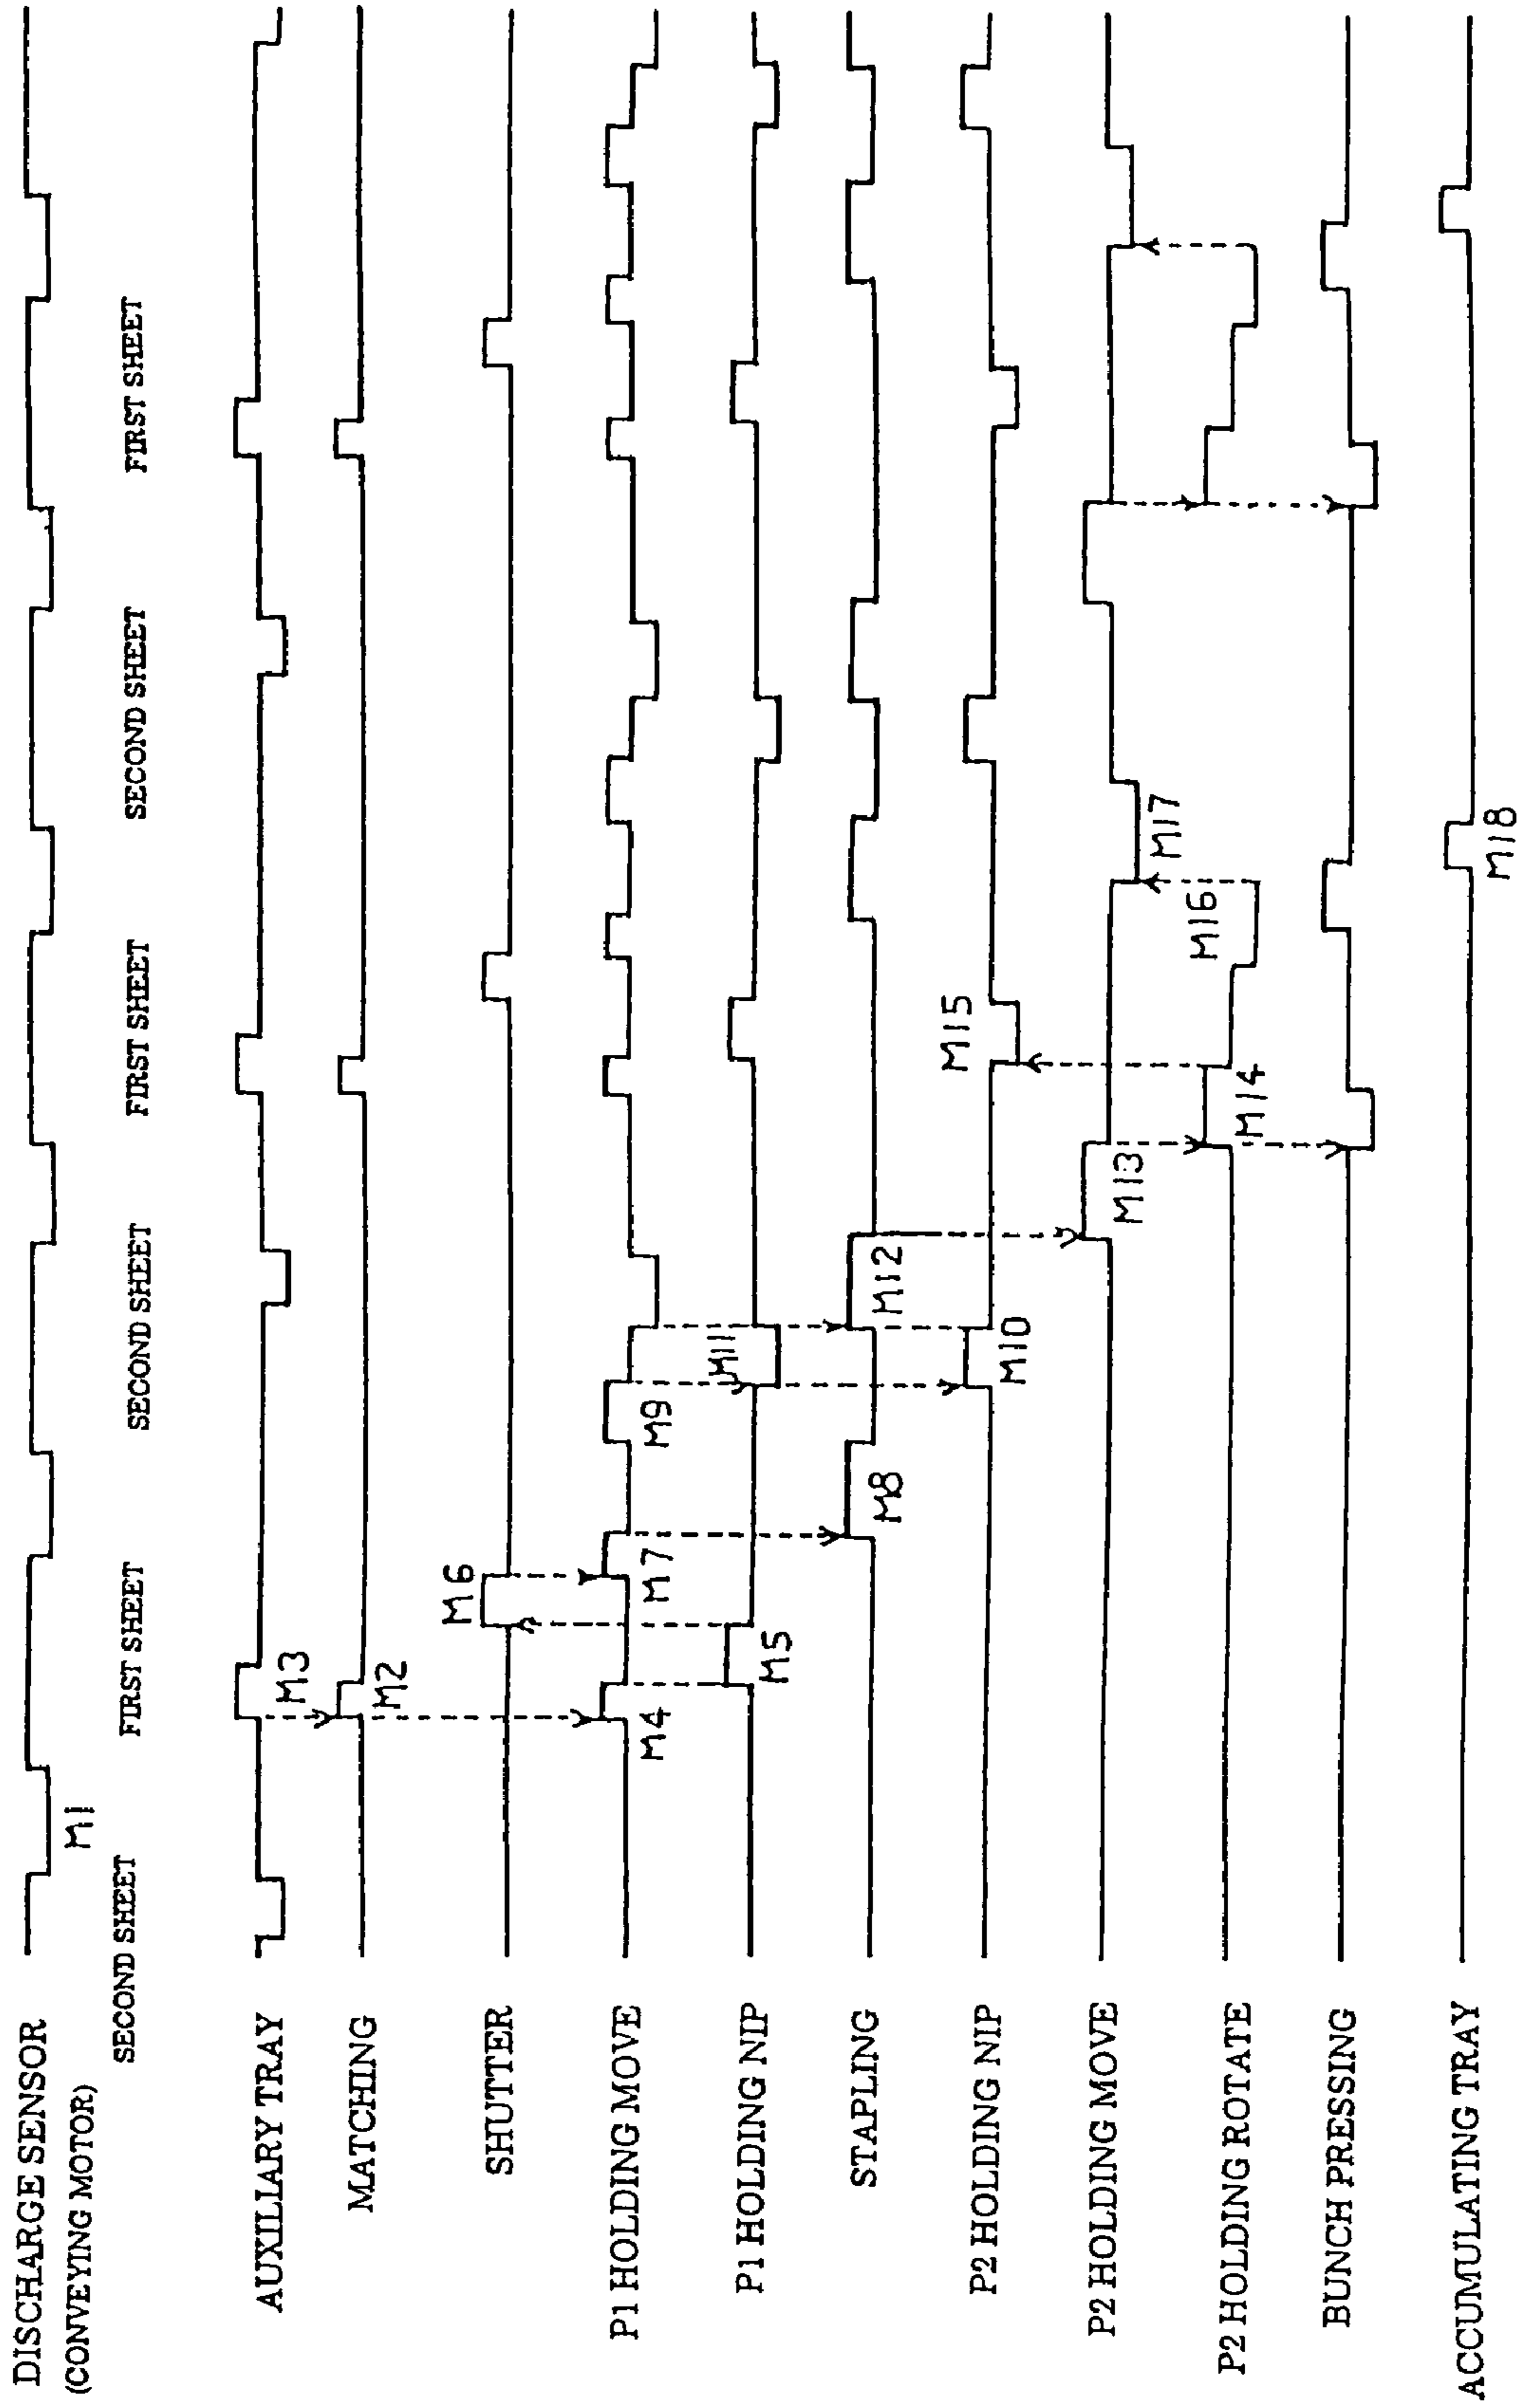 DISCHARGE SENSOR
(CONVEYING MOTOR)
SECOND SHEET
FIRST SHEET
SECOND SHEET
FIRST SHEET
SECOND SHEET
FIRST SHEET
M1
AUXILIARY TRAY
M3
MATCHING
M2
SHUTTER
M6
P1 HOLDING MOVE
M4
M7
M9
P1 HOLDING NIP
M5
M11
STAPLING
M8
M12
P2 HOLDING NIP
M10
M15
P2 HOLDING MOVE
M13
M17
P2 HOLDING ROTATE
M14
M16
BUNCH PRESSING
ACCUMULATING TRAY
M18